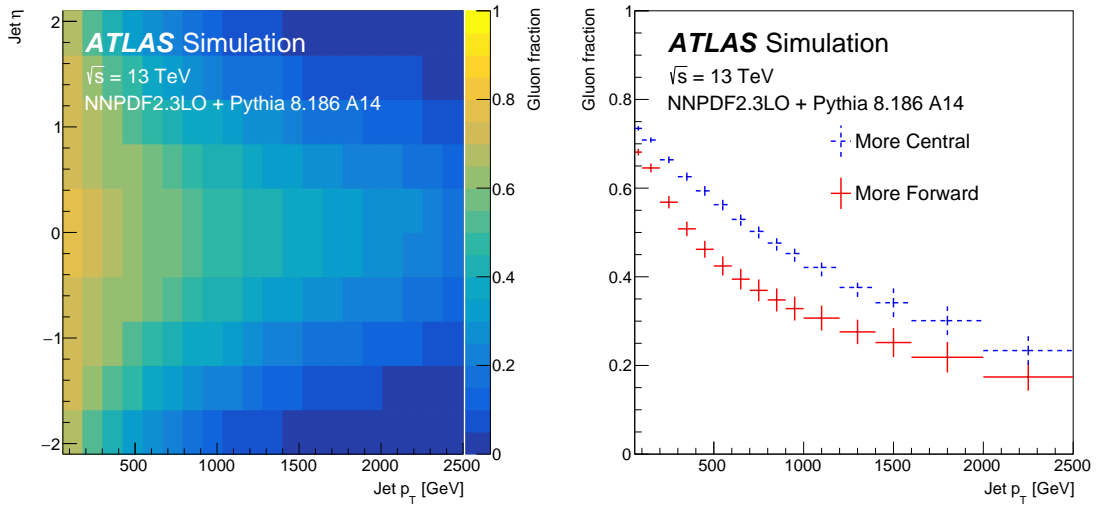 Jet η
2
1
0
−1
−2
ATLAS Simulation
√s = 13 TeV
NNPDF2.3LO + Pythia 8.186 A14
500
1000
1500
2000
2500
Jet p_T [GeV]
1
0.8
0.6
0.4
0.2
0
Gluon fraction
Gluon fraction
1
0.8
0.6
0.4
0.2
0
ATLAS Simulation
√s = 13 TeV
NNPDF2.3LO + Pythia 8.186 A14
More Central
More Forward
500
1000
1500
2000
2500
Jet p_T [GeV]